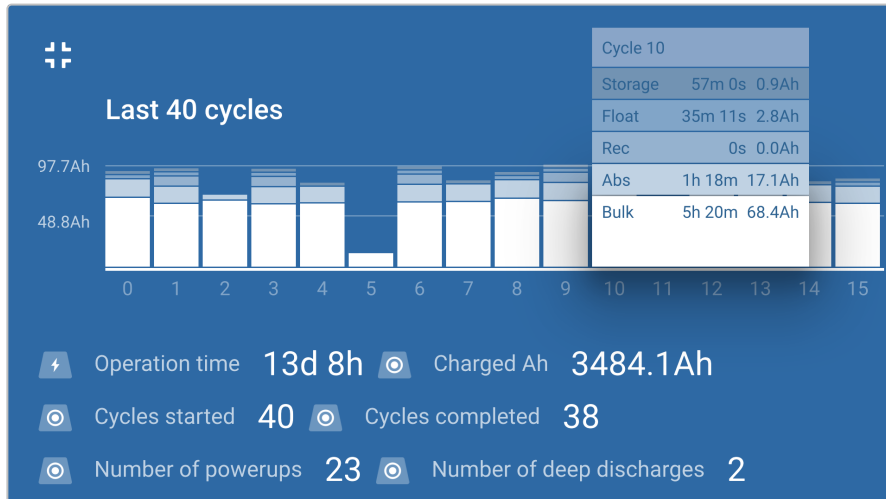 Cycle 10
Storage 57m 0s 0.9Ah
Float 35m 11s 2.8Ah
Rec 0s 0.0Ah
Abs 1h 18m 17.1Ah
Bulk 5h 20m 68.4Ah
Last 40 cycles
97.7Ah
48.8Ah
0 1 2 3 4 5 6 7 8 9 10 11 12 13 14 15
Operation time 13d 8h Charged Ah 3484.1Ah
Cycles started 40 Cycles completed 38
Number of powerups 23 Number of deep discharges 2